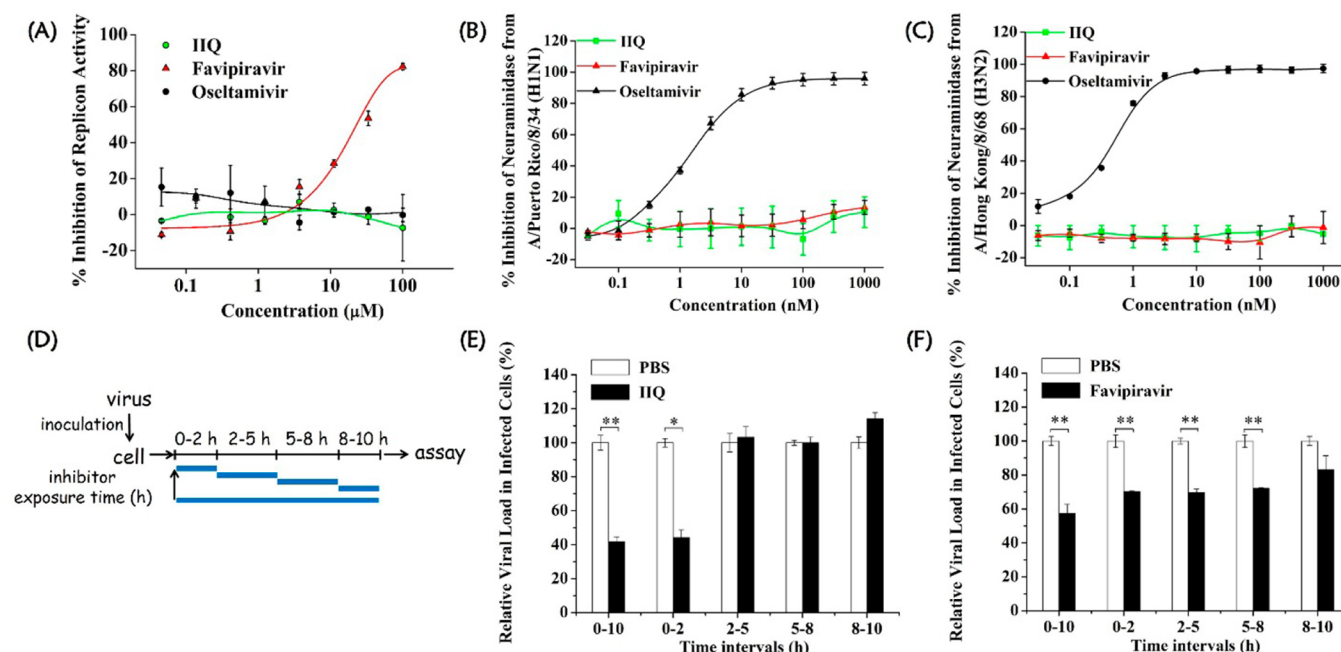 (A)
% Inhibition of Replicon Activity
100
80
60
40
20
0
-20
IIQ
Favipiravir
Oseltamivir
0.1 1 10 100
Concentration (µM)
(B)
% Inhibition of Neuraminidase from
A/Puerto Rico/8/34 (H1N1)
120
100
80
60
40
20
0
-20
IIQ
Favipiravir
Oseltamivir
0.1 1 10 100 1000
Concentration (nM)
(C)
% Inhibition of Neuraminidase from
A/Hong Kong/8/68 (H3N2)
120
100
80
60
40
20
0
-20
IIQ
Favipiravir
Oseltamivir
0.1 1 10 100 1000
Concentration (nM)
(D)
virus
inoculation
0-2 h 2-5 h 5-8 h 8-10 h
cell
assay
inhibitor
exposure time (h)
(E)
Relative Viral Load in Infected Cells (%)
140
120
100
80
60
40
20
0
PBS
IIQ
** *
0-10 0-2 2-5 5-8 8-10
Time intervals (h)
(F)
Relative Viral Load in Infected Cells (%)
140
120
100
80
60
40
20
0
PBS
Favipiravir
** ** ** **
0-10 0-2 2-5 5-8 8-10
Time intervals (h)